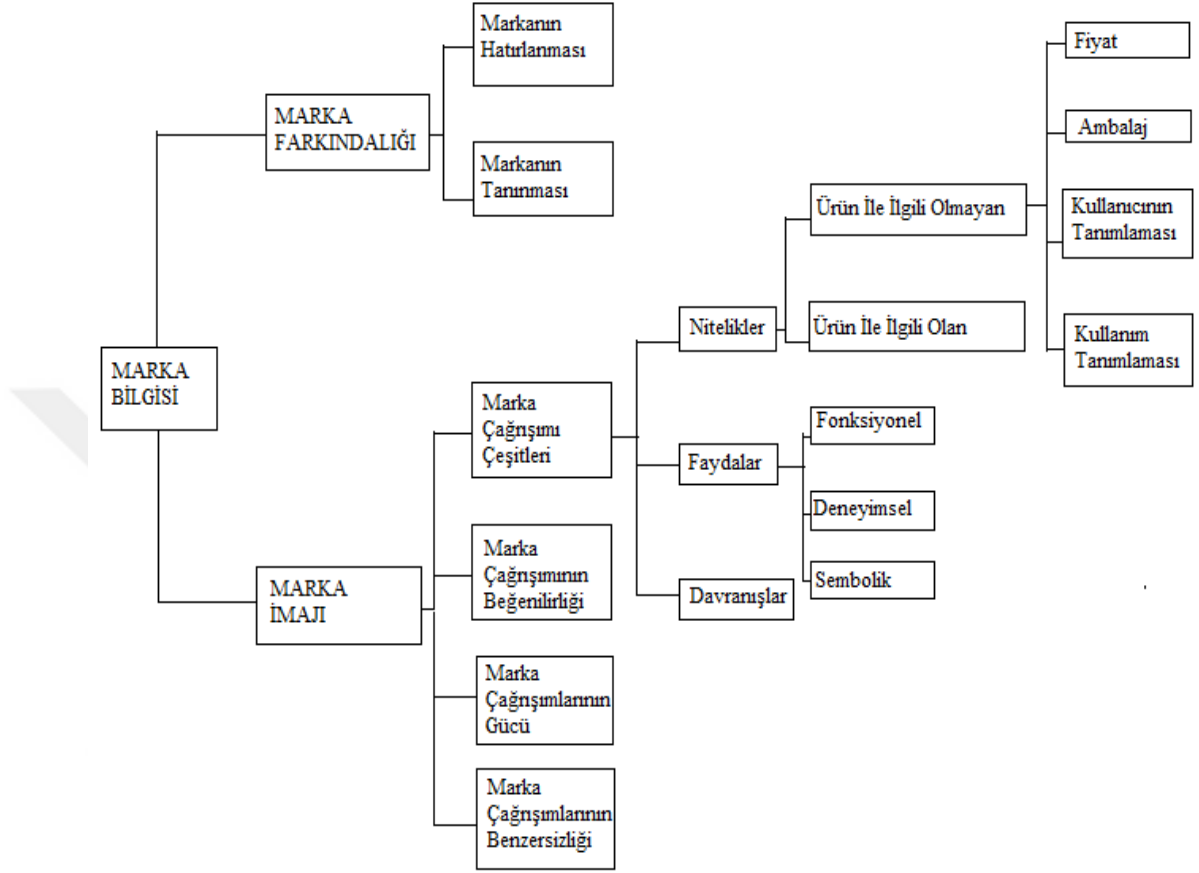 MARKA
BİLGİSİ
MARKA
FARKINDALIĞI
Markanın
Hatırlanması
Markanın
Tanınması
MARKA
İMAJI
Marka
Çağrışımı
Çeşitleri
Marka
Çağrışımının
Beğenilirliği
Marka
Çağrışımlarının
Gücü
Marka
Çağrışımlarının
Benzersizliği
Nitelikler
Faydalar
Davranışlar
Ürün İle İlgili Olmayan
Ürün İle İlgili Olan
Fonksiyonel
Deneyimsel
Sembolik
Fiyat
Ambalaj
Kullanıcının
Tanımlaması
Kullanım
Tanımlaması